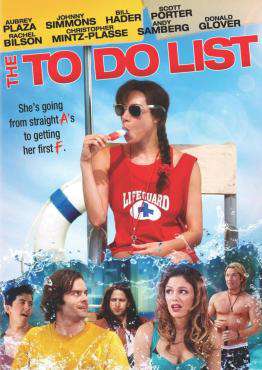 AUBREY PLAZA
JOHNNY SIMMONS
BILL HADER
SCOTT PORTER
DONALD GLOVER
RACHEL BILSON
CHRISTOPHER MINTZ-PLASSE
ANDY SAMBERG
THE TO DO LIST
She's going
from straight A's
to getting
her first F.
LIFEGUARD